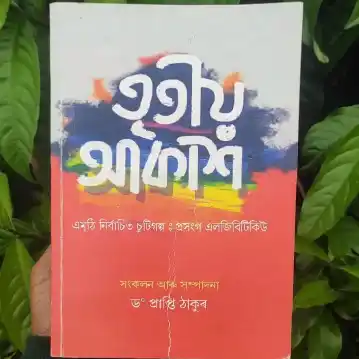 তৃতীয়
আকাশ
এমুঠি নিৰ্বাচিত চুটিগল্প : প্ৰসংগ এলজিবিটিকিউ
সংকলন আৰু সম্পাদনা
ড° প্ৰাপ্তি ঠাকুৰ